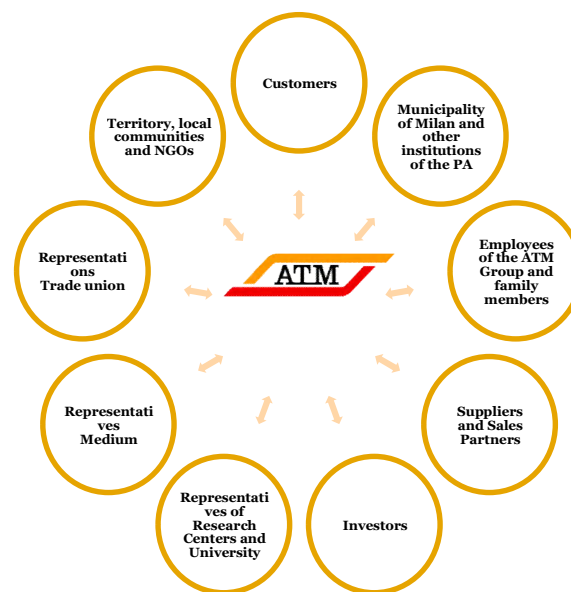 Customers
Municipality
of Milan and
other
institutions
of the PA
Employees
of the ATM
Group and
family
members
Suppliers
and Sales
Partners
Investors
Representati
ves of
Research
Centers and
University
Representati
ves
Medium
Representati
ons
Trade union
Territory, local
communities
and NGOs
ATM